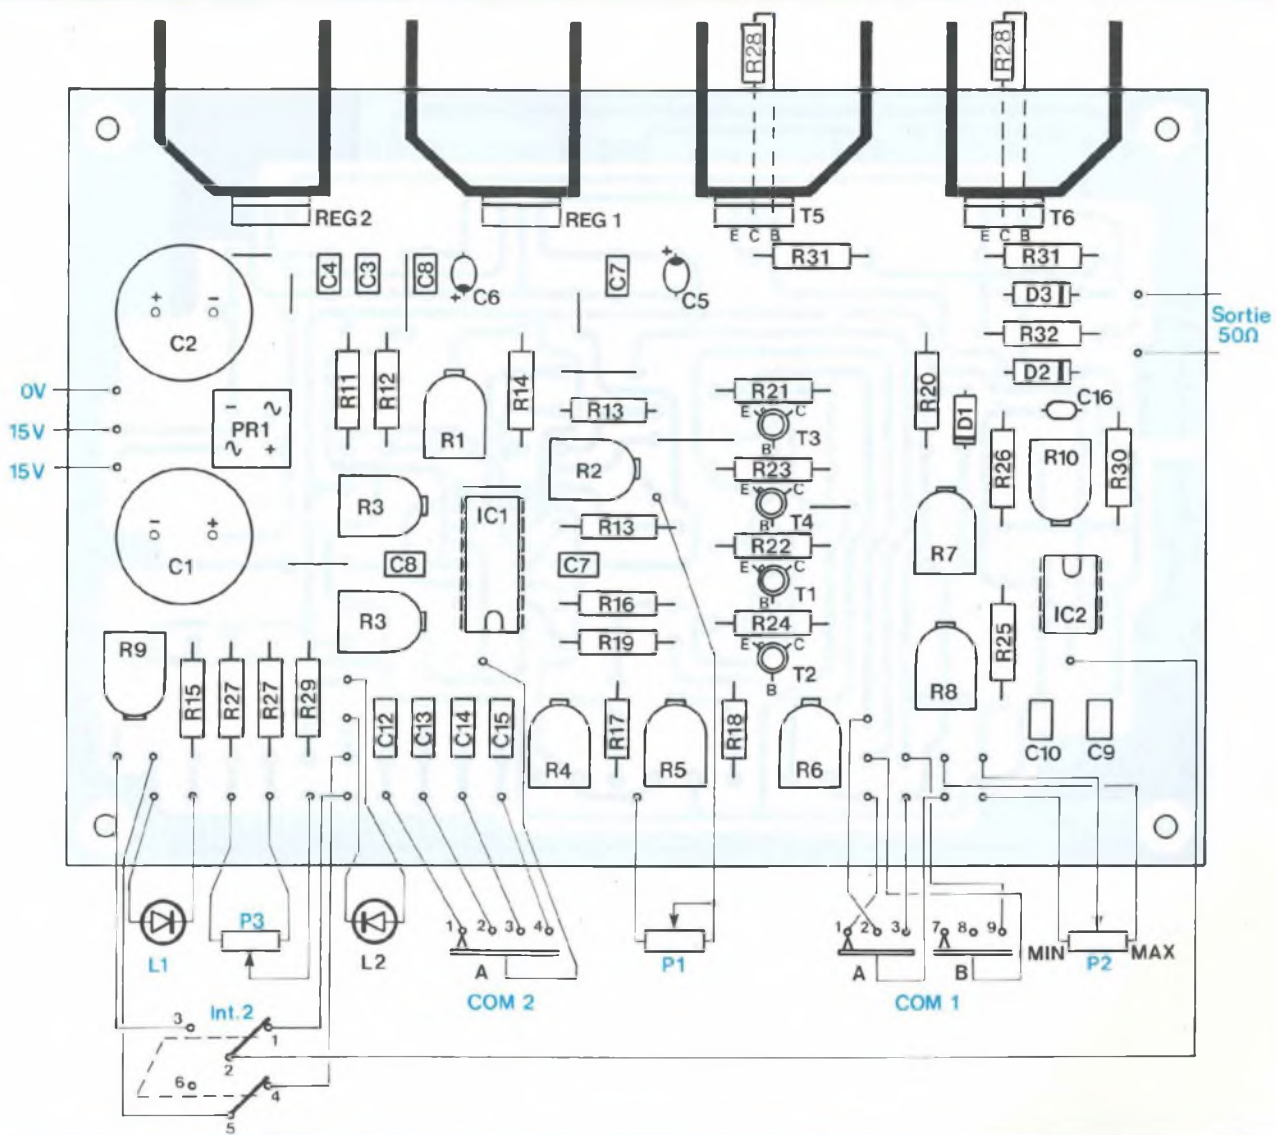 R28
R28
REG 2
REG 1
T5
T6
E C B
E C B
R31
R31
C4
C3
C8
C6
C7
C5
D3
Sortie
50Ω
+
-
C2
R32
D2
R11
R12
R14
R1
R21
R20
D1
C16
0V
15V
15V
PR1
R13
E C
B
T3
R26
R10
R30
R2
R23
R3
IC1
E C
B
T4
R13
-
+
C1
R22
R7
C8
C7
E C
B
T1
IC2
R16
R3
R24
R25
R9
R19
E C
B
T2
R8
R15
R27
R27
R29
C12
C13
C14
C15
R4
R17
R5
R18
R6
C10
C9
L1
P3
L2
1 2 3 4
A
COM 2
P1
1 2 3
A
7 8 9
B
COM 1
MIN
P2
MAX
Int.2
3
1
2
6
4
5